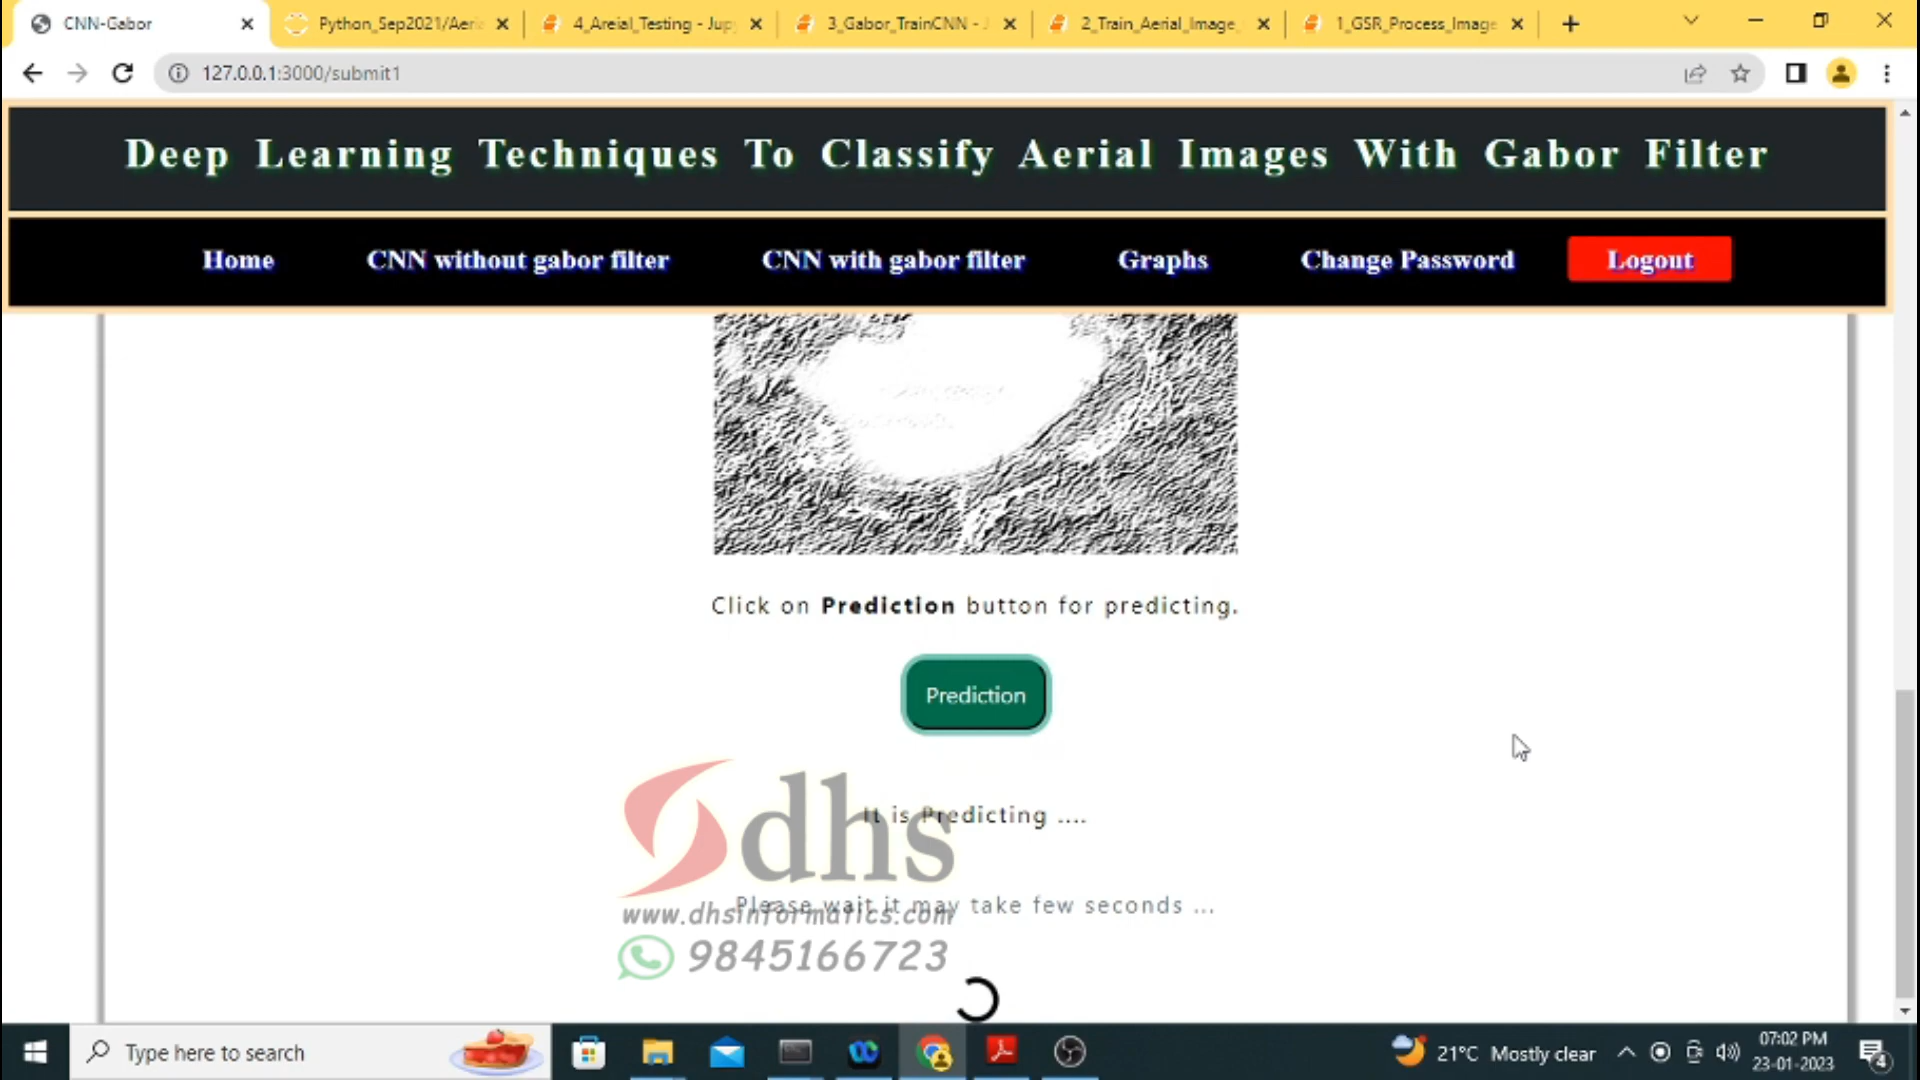 CNN-Gabor
Python_Sep2021/Aeri
4_Areial_Testing - Jup
3_Gabor_TrainCNN - J
2_Train_Aerial_Image_
1_GSR_Process_Image
127.0.0.1:3000/submit1
Deep Learning Techniques To Classify Aerial Images With Gabor Filter
Home CNN without gabor filter CNN with gabor filter Graphs Change Password Logout
Click on Prediction button for predicting.
Prediction
It is Predicting ....
dhs
Please wait it may take few seconds ...
www.dhsinformatics.com
9845166723
Type here to search
21°C Mostly clear
07:02 PM
23-01-2023
4